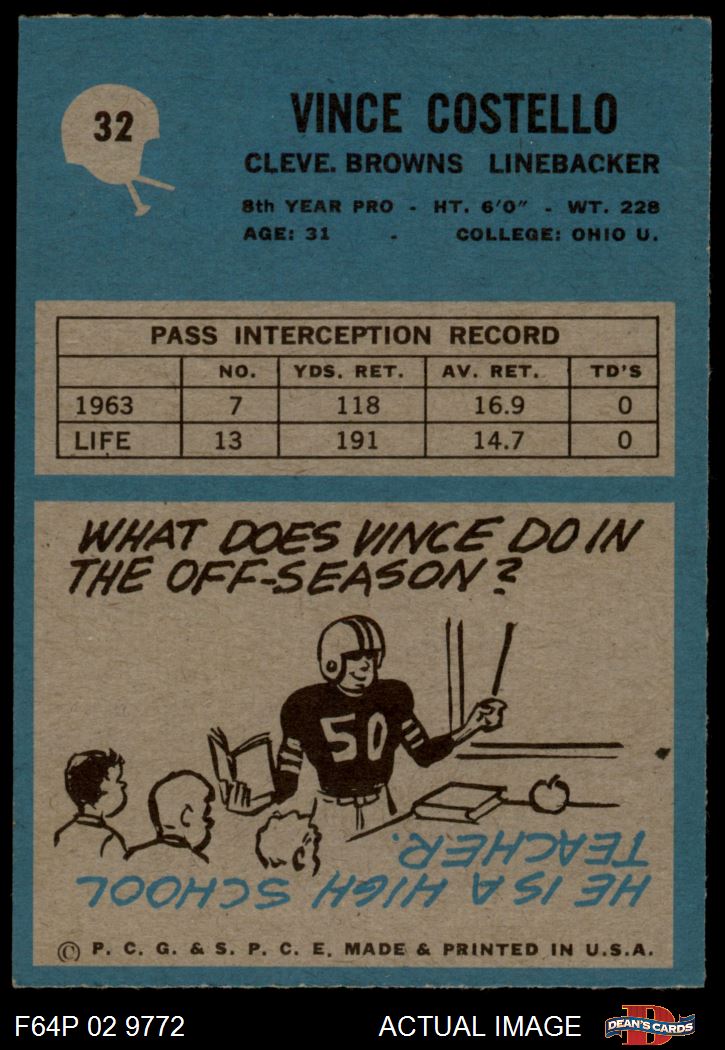 32
VINCE COSTELLO
CLEVE. BROWNS LINEBACKER
8th YEAR PRO - HT. 6'0" - WT. 228
AGE: 31 - COLLEGE: OHIO U.
PASS INTERCEPTION RECORD
NO. YDS. RET. AV. RET. TD'S
1963 7 118 16.9 0
LIFE 13 191 14.7 0
WHAT DOES VINCE DO IN
THE OFF-SEASON?
50
HE IS A HIGH SCHOOL
TEACHER.
© P. C. G. & S. P. C. E. MADE & PRINTED IN U.S.A.
F64P 02 9772 ACTUAL IMAGE
D
DEAN'S CARDS